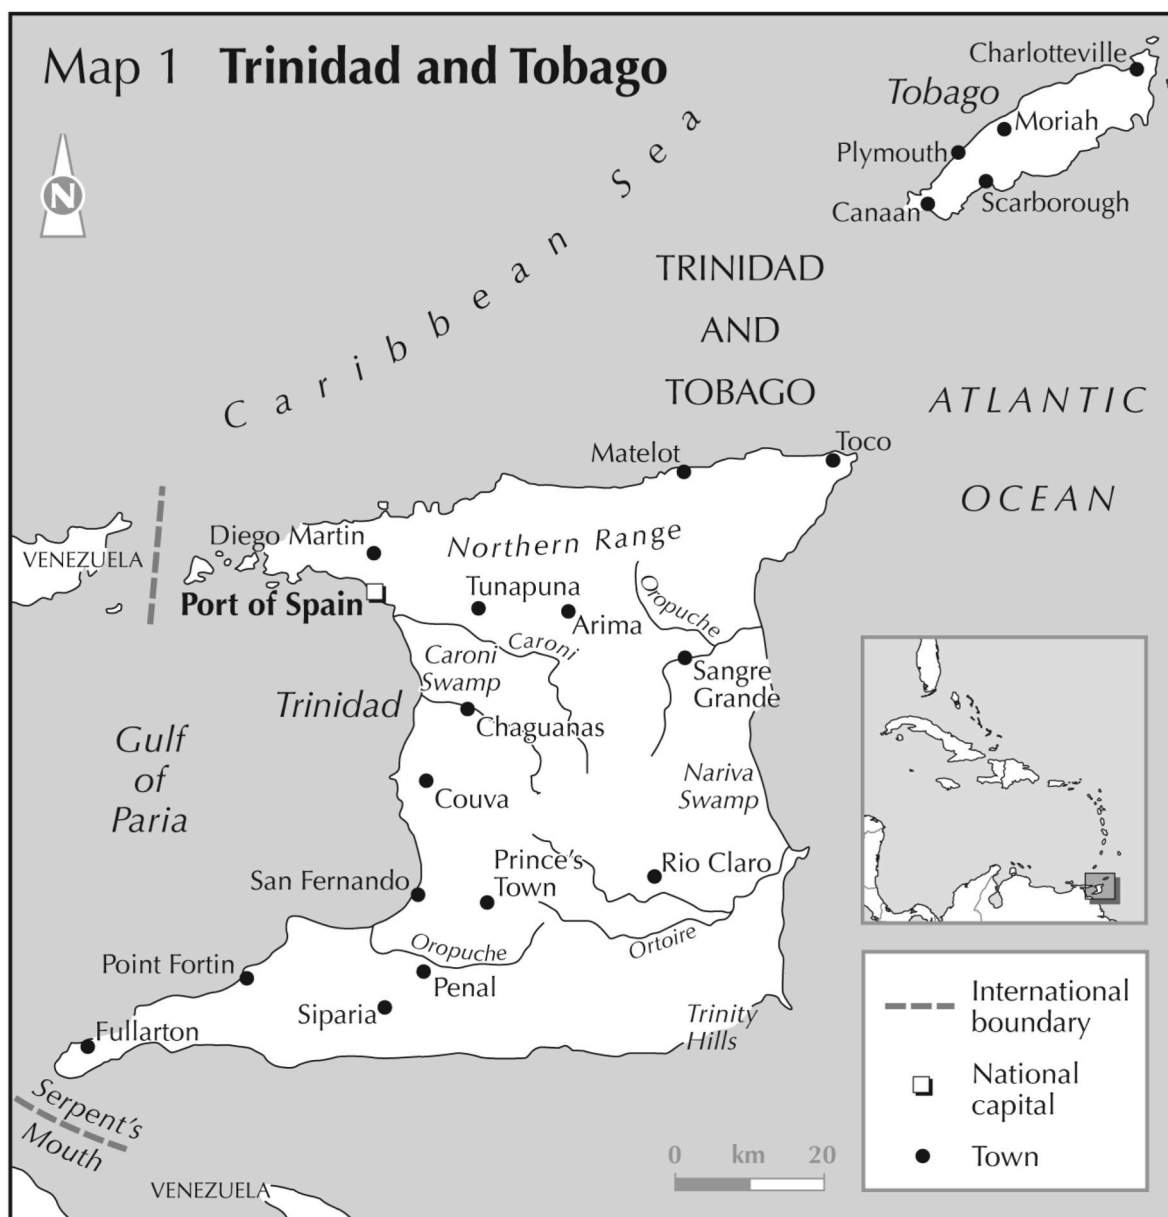 Map 1 Trinidad and Tobago
Charlotteville
Tobago
Moriah
Plymouth
Canaan
Scarborough
N
Caribbean Sea
TRINIDAD
AND
TOBAGO
ATLANTIC
OCEAN
Matelot
Toco
Diego Martin
Northern Range
VENEZUELA
Port of Spain
Tunapuna
Arima
Oropuche
Caroni
Caroni
Swamp
Sangre
Grande
Trinidad
Chaguanas
Gulf
of
Paria
Nariva
Swamp
Couva
Prince's
Town
Rio Claro
San Fernando
Oropuche
Ortoire
Point Fortin
Penal
Siparia
Trinity
Hills
Fullarton
Serpent's
Mouth
VENEZUELA
0 km 20
International
boundary
National
capital
Town